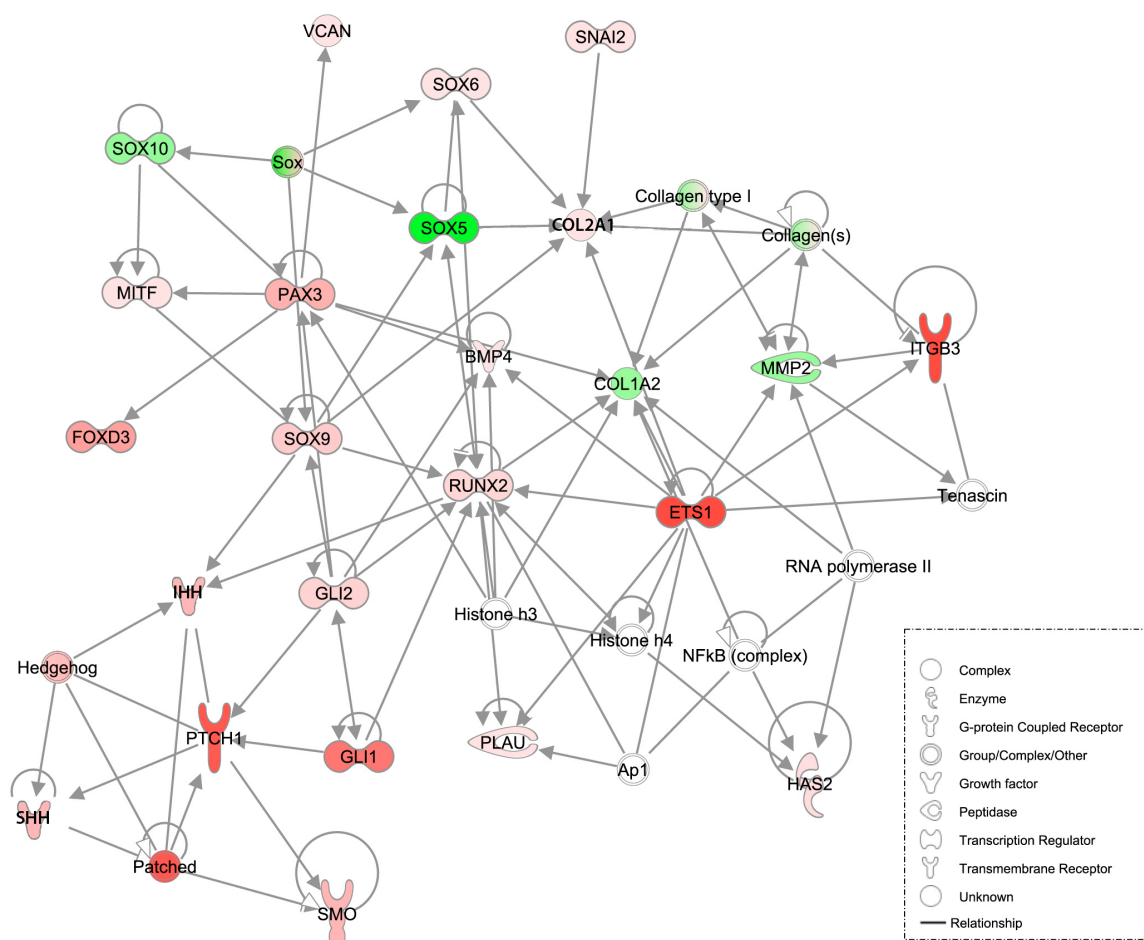 VCAN
SNAI2
SOX6
SOX10
Sox
Collagen type I
SOX5
COL2A1
Collagen(s)
MITF
PAX3
ITGB3
BMP4
MMP2
COL1A2
FOXD3
SOX9
RUNX2
Tenascin
ETS1
RNA polymerase II
IHH
GLI2
Histone h3
Histone h4
NFkB (complex)
Hedgehog
PTCH1
PLAU
GLI1
Ap1
HAS2
SHH
Patched
SMO
Complex
Enzyme
G-protein Coupled Receptor
Group/Complex/Other
Growth factor
Peptidase
Transcription Regulator
Transmembrane Receptor
Unknown
Relationship